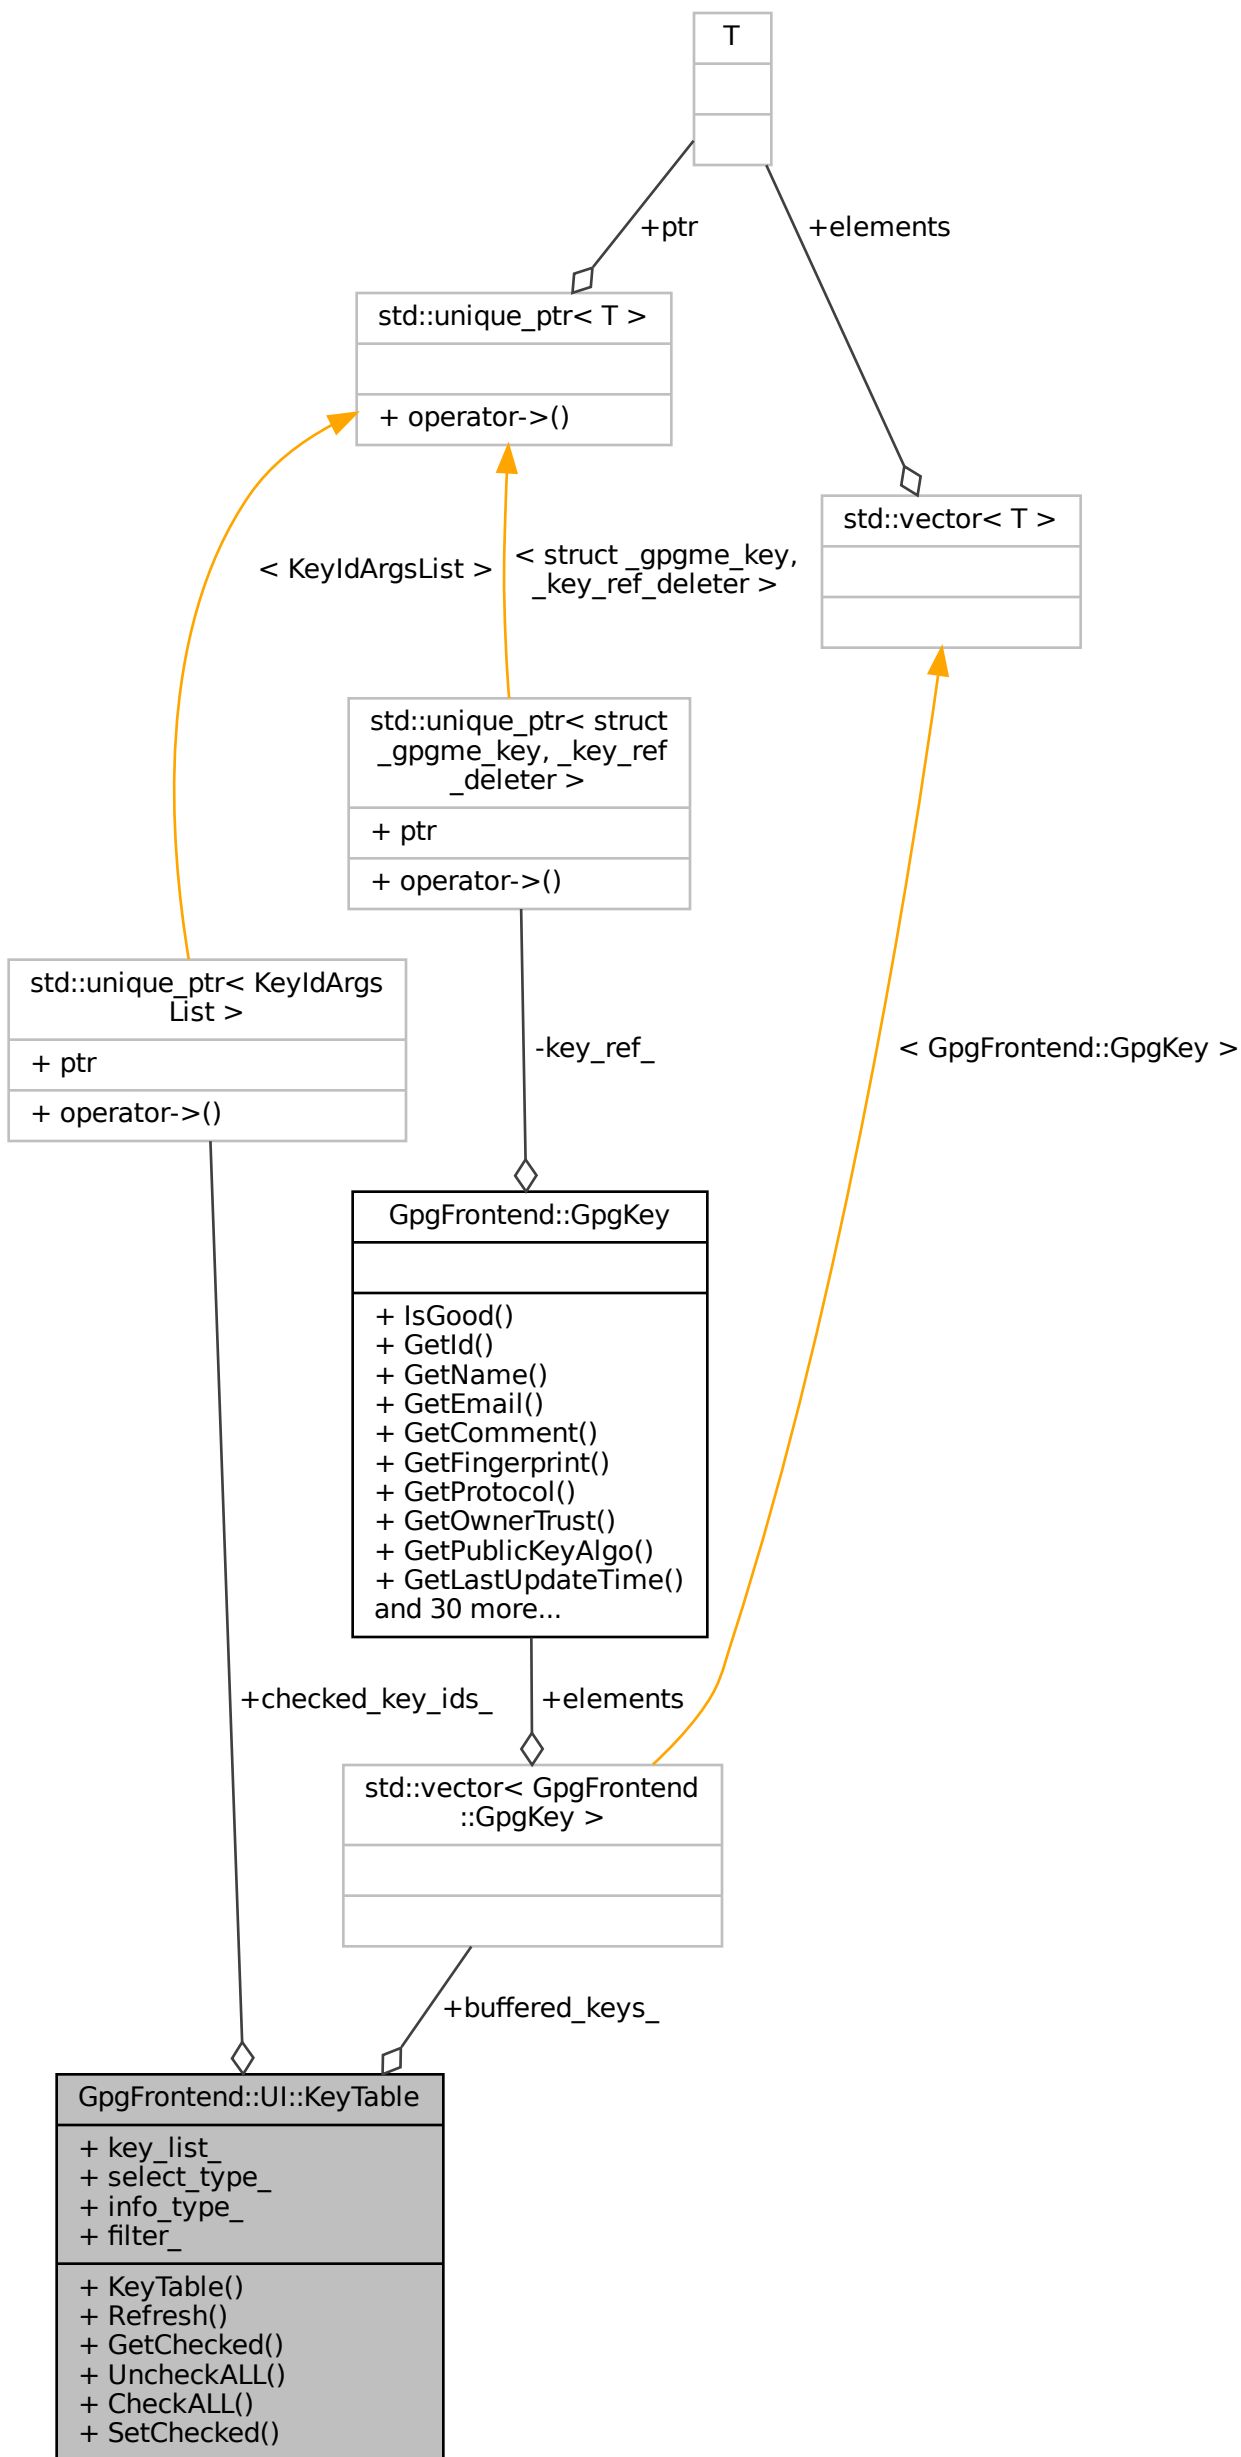 T
+ptr
+elements
std::unique_ptr< T >
+ operator->()
std::vector< T >
< KeyIdArgsList >
< struct _gpgme_key,
_key_ref_deleter >
std::unique_ptr< struct
_gpgme_key, _key_ref
_deleter >
+ ptr
+ operator->()
std::unique_ptr< KeyIdArgs
List >
+ ptr
+ operator->()
-key_ref_
< GpgFrontend::GpgKey >
GpgFrontend::GpgKey
+ IsGood()
+ GetId()
+ GetName()
+ GetEmail()
+ GetComment()
+ GetFingerprint()
+ GetProtocol()
+ GetOwnerTrust()
+ GetPublicKeyAlgo()
+ GetLastUpdateTime()
and 30 more...
+checked_key_ids_
+elements
std::vector< GpgFrontend
::GpgKey >
+buffered_keys_
GpgFrontend::UI::KeyTable
+ key_list_
+ select_type_
+ info_type_
+ filter_
+ KeyTable()
+ Refresh()
+ GetChecked()
+ UncheckALL()
+ CheckALL()
+ SetChecked()